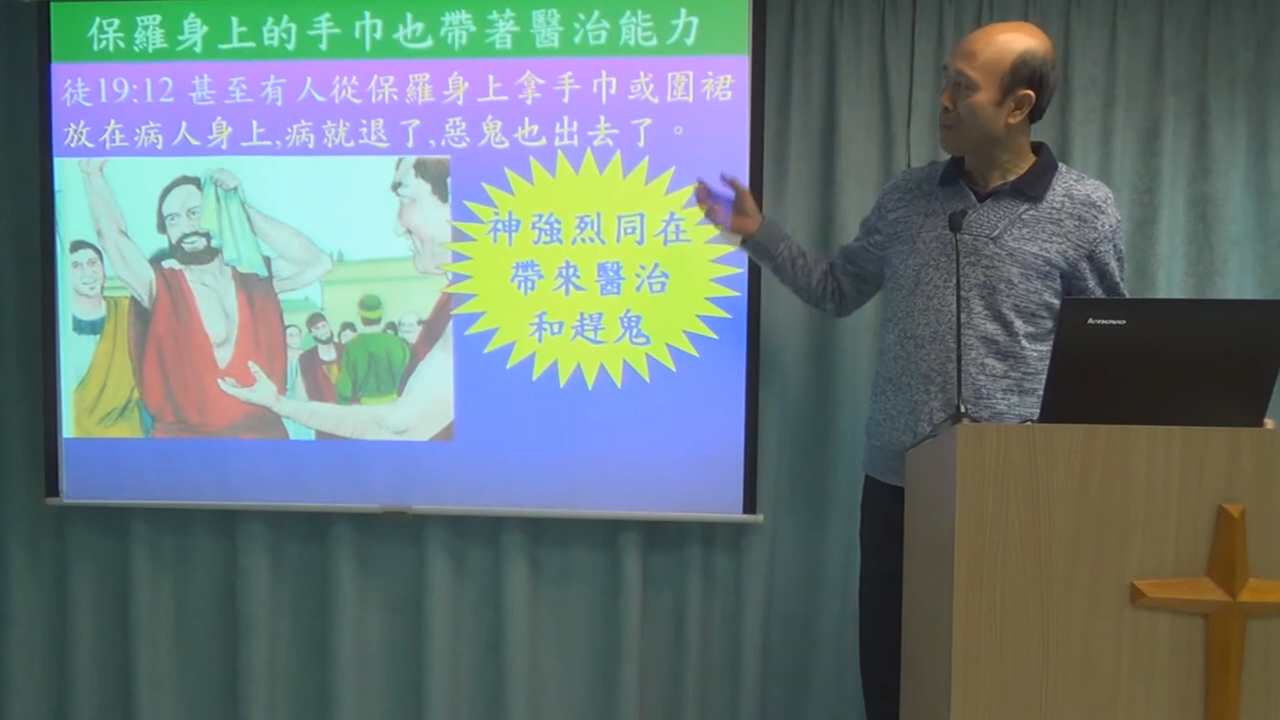 保羅身上的手巾也帶著醫治能力
徒19:12 甚至有人從保羅身上拿手巾或圍裙
放在病人身上,病就退了,惡鬼也出去了。
神強烈同在
帶來醫治
和趕鬼
lenovo